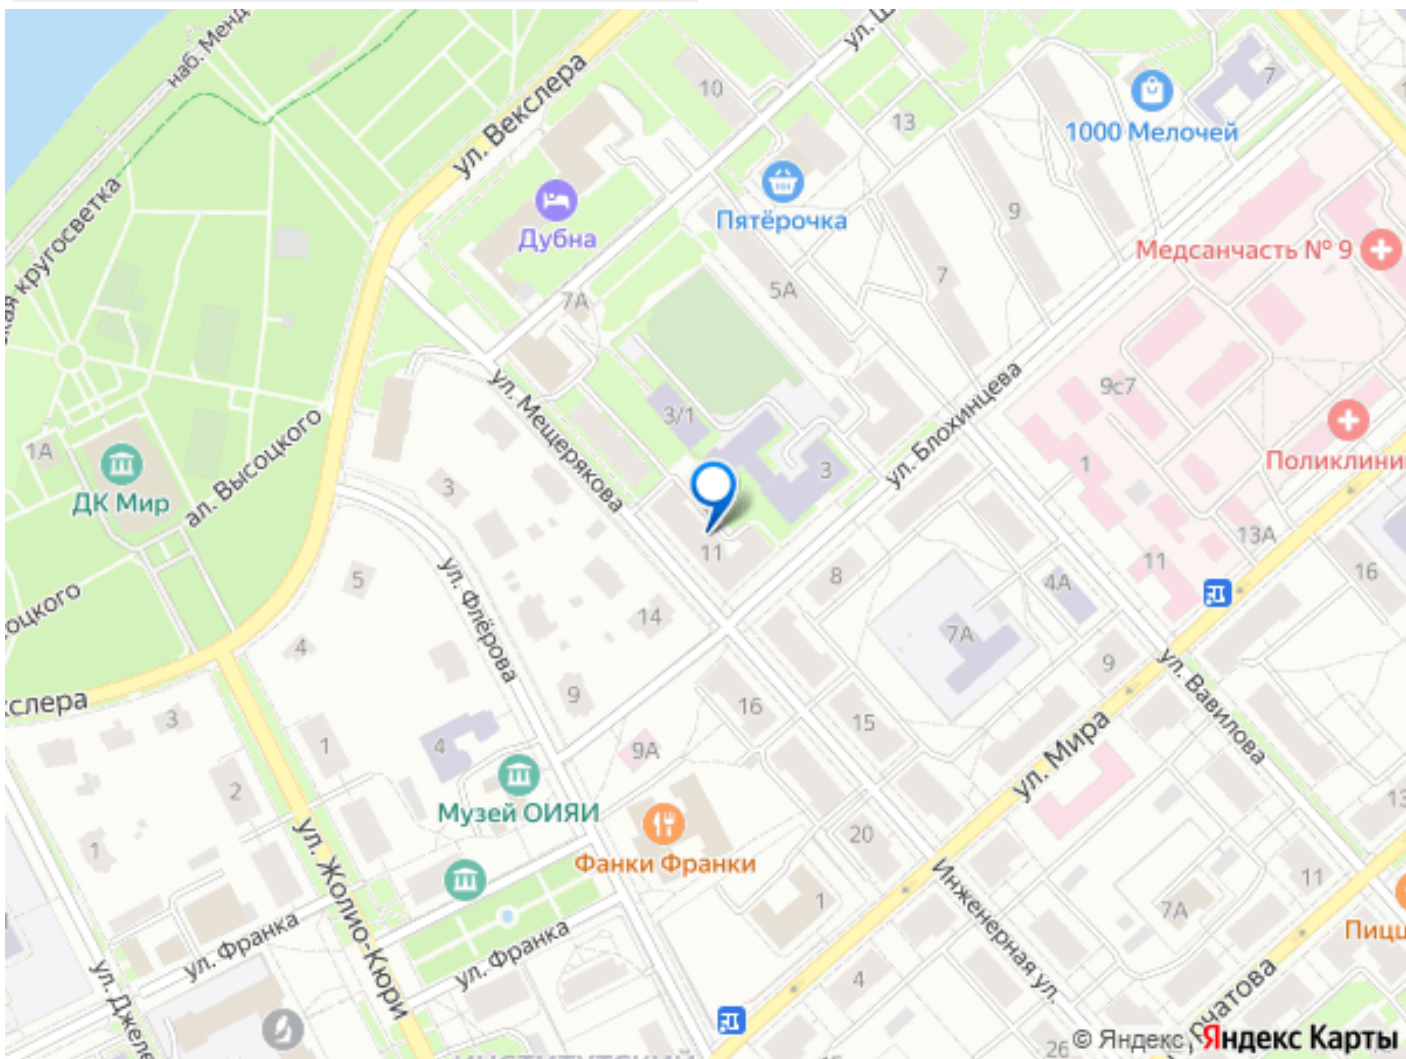 наб. Менд
ул. Векслера
10
ул. Ш
13
7
1000 Мелочей
Пятёрочка
Дубна
9
Медсанчасть № 9
7
5А
7А
кругосветка
ул. Мещерякова
3/1
3
ул. Блохинцева
9с7
1
Поликлини
1А
ДК Мир
ал. Высоцкого
3
11
8
4А
11
13А
16
5
ул. Флёрова
14
7А
9
ул. Вавилова
оцкого
4
9
16
15
ул. Мира
кслера
3
1
4
9А
Музей ОИЯИ
2
Фанки Франки
20
13
1
ул. Жолио-Кюри
1
11
7А
Инженерная ул.
Пицц
ул. Франка
ул. Франка
ул. Джеле
4
рчатова
26
ИНСТИТУТСКИЙ
© Яндекс
Яндекс Карты